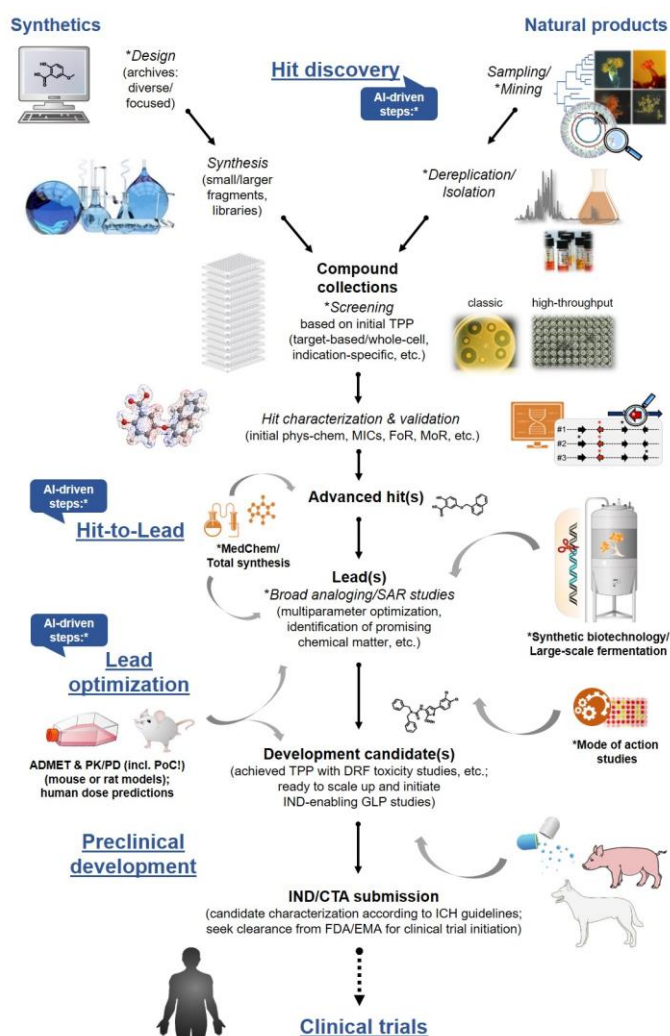 Synthetics
Natural products
*Design
(archives:
diverse/
focused)
Hit discovery
AI-driven
steps:*
Sampling/
*Mining
Synthesis
(small/larger
fragments,
libraries)
*Dereplication/
Isolation
Compound
collections
*Screening
based on initial TPP
(target-based/whole-cell,
indication-specific, etc.)
classic
high-throughput
Hit characterization & validation
(initial phys-chem, MICs, FoR, MoR, etc.)
#1
#2
#3
AI-driven
steps:*
Hit-to-Lead
Advanced hit(s)
*MedChem/
Total synthesis
Lead(s)
*Broad analoging/SAR studies
(multiparameter optimization,
identification of promising
chemical matter, etc.)
*Synthetic biotechnology/
Large-scale fermentation
AI-driven
steps:*
Lead
optimization
ADMET & PK/PD (incl. PoC!)
(mouse or rat models);
human dose predictions
*Mode of action
studies
Development candidate(s)
(achieved TPP with DRF toxicity studies, etc.;
ready to scale up and initiate
IND-enabling GLP studies)
Preclinical
development
IND/CTA submission
(candidate characterization according to ICH guidelines;
seek clearance from FDA/EMA for clinical trial initiation)
Clinical trials